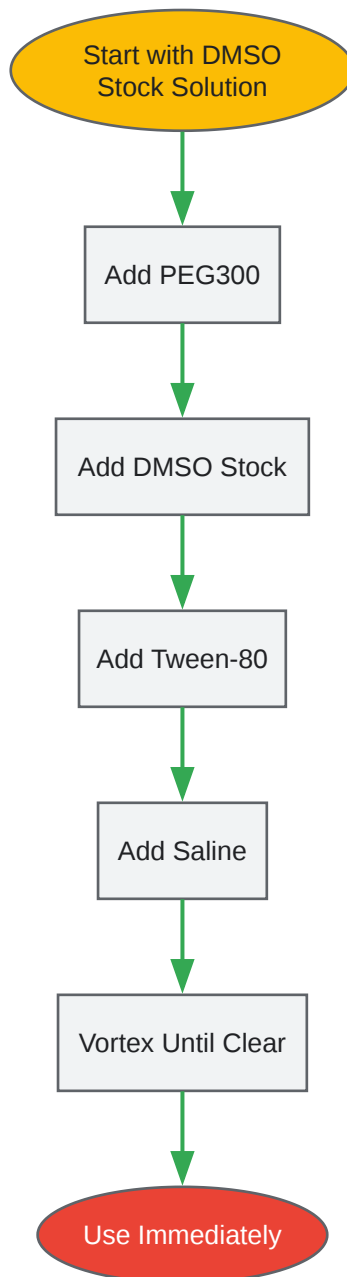 Start with DMSO
Stock Solution
Add PEG300
Add DMSO Stock
Add Tween-80
Add Saline
Vortex Until Clear
Use Immediately